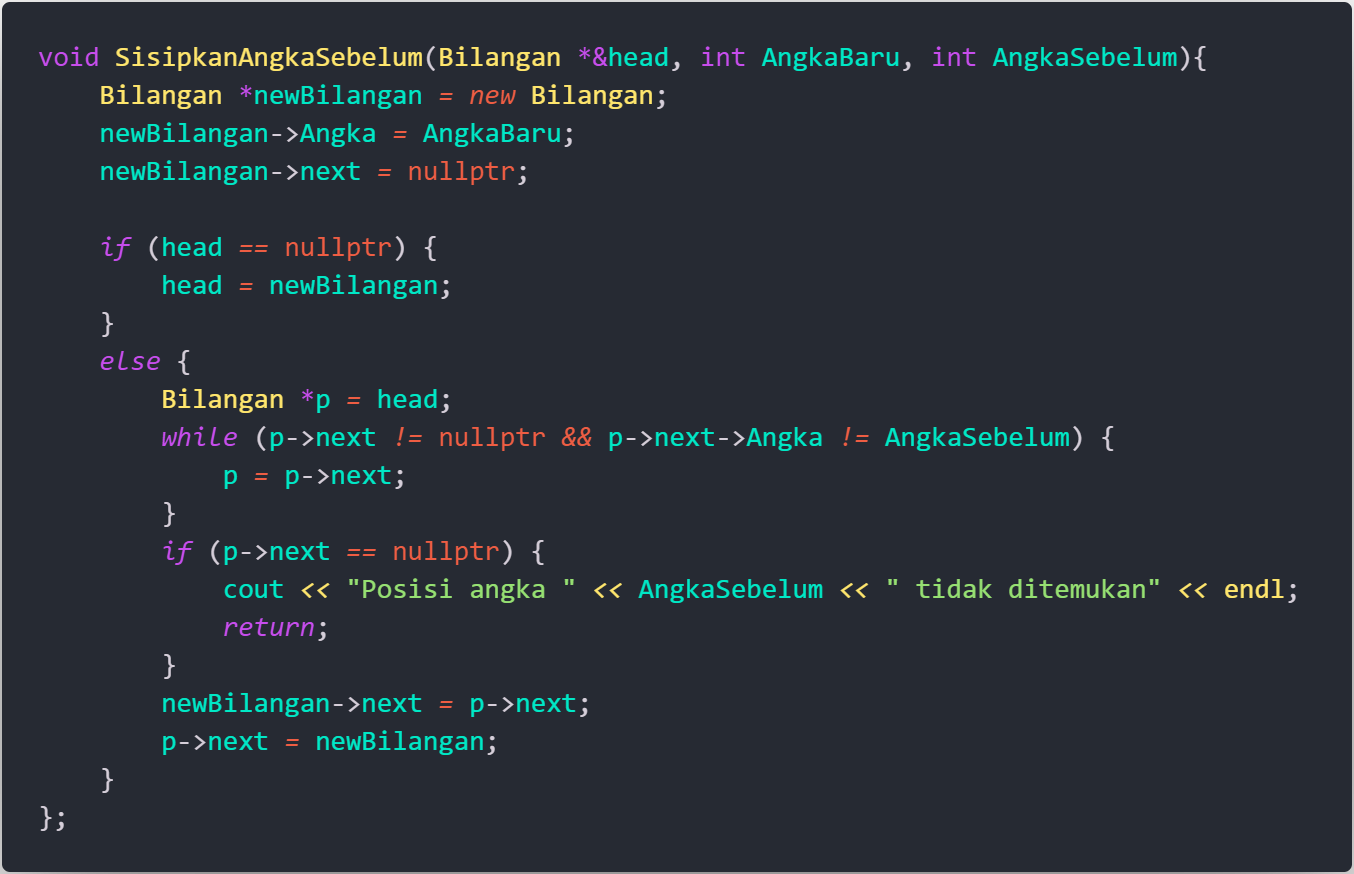 void SisipkanAngkaSebelum(Bilangan *&head, int AngkaBaru, int AngkaSebelum){
    Bilangan *newBilangan = new Bilangan;
    newBilangan->Angka = AngkaBaru;
    newBilangan->next = nullptr;

    if (head == nullptr) {
        head = newBilangan;
    }
    else {
        Bilangan *p = head;
        while (p->next != nullptr && p->next->Angka != AngkaSebelum) {
            p = p->next;
        }
        if (p->next == nullptr) {
            cout << "Posisi angka " << AngkaSebelum << " tidak ditemukan" << endl;
            return;
        }
        newBilangan->next = p->next;
        p->next = newBilangan;
    }
};